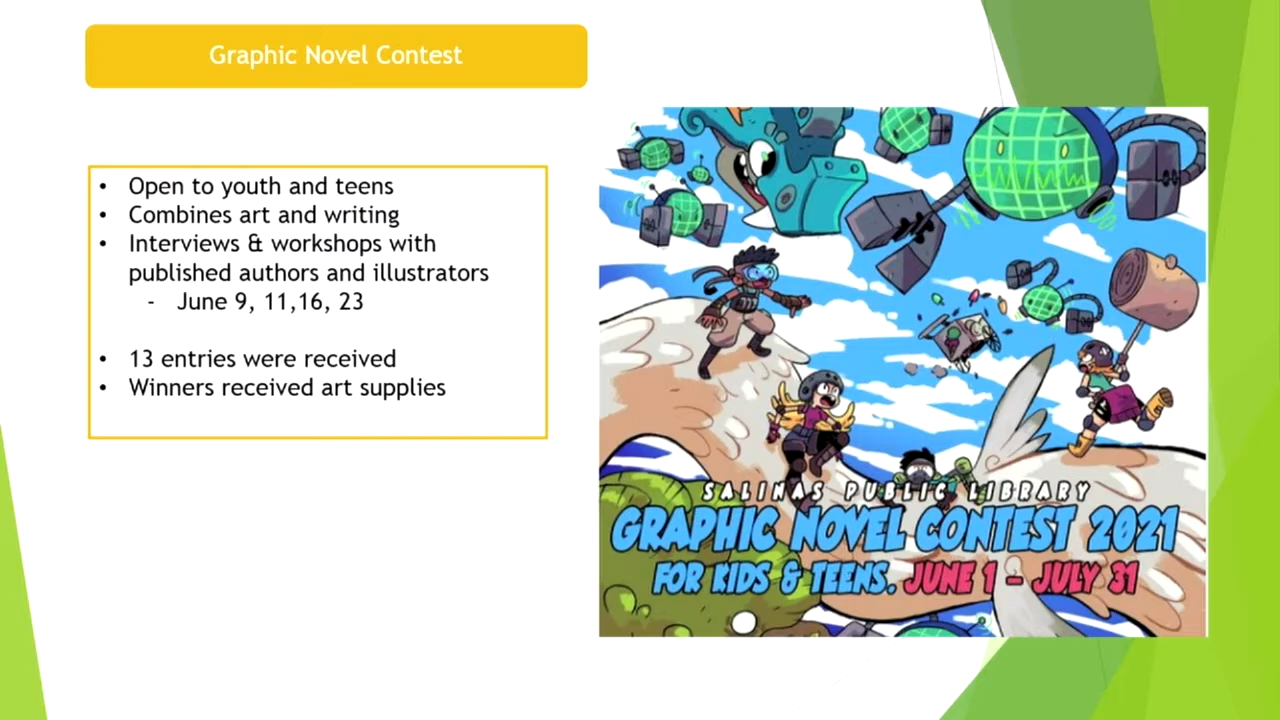 Graphic Novel Contest
• Open to youth and teens
• Combines art and writing
• Interviews & workshops with
published authors and illustrators
- June 9, 11,16, 23
• 13 entries were received
• Winners received art supplies
SALINAS PUBLIC LIBRARY
GRAPHIC NOVEL CONTEST 2021
FOR KIDS & TEENS. JUNE 1 - JULY 31